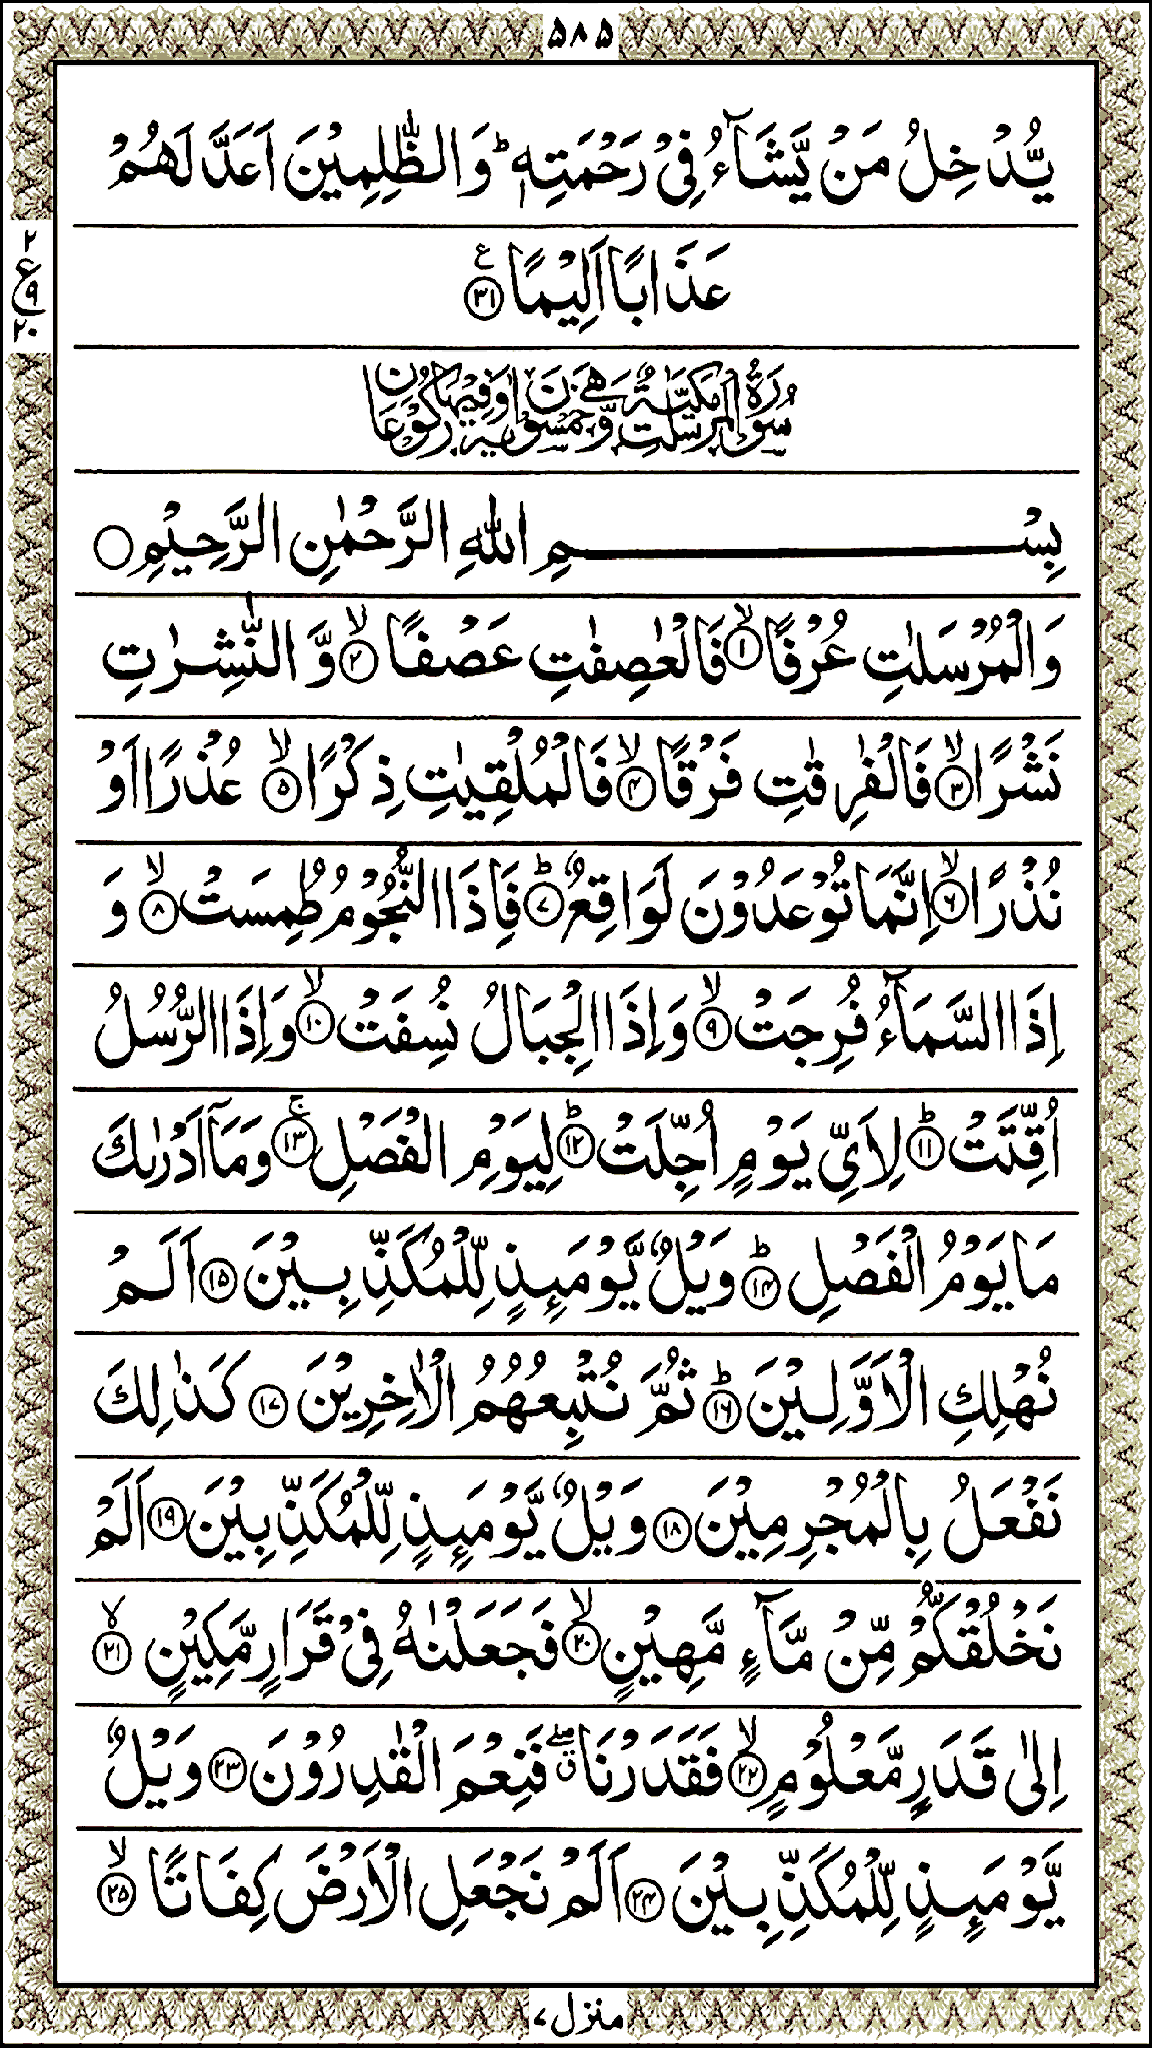 ۵۸۵
یُّدْخِلُ مَنْ یَّشَآءُ فِیْ رَحْمَتِهٖ ؕ وَ الظّٰلِمِیْنَ اَعَدَّ لَهُمْ
عَذَابًا اَلِیْمًا ﴿۳۱﴾ ع
۲
ع
۹
۲۰
سُوْرَةُ الْمُرْسَلٰتِ مَكِّیَّةٌ وَّهِیَ خَمْسُوْنَ اٰیَةً وَّفِیْهَا رُكُوْعَانِ
بِسْمِ اللّٰهِ الرَّحْمٰنِ الرَّحِیْمِ ○
وَ الْمُرْسَلٰتِ عُرْفًا ۙ﴿۱﴾ فَالْعٰصِفٰتِ عَصْفًا ۙ﴿۲﴾ وَّ النّٰشِرٰتِ
نَشْرًا ۙ﴿۳﴾ فَالْفٰرِقٰتِ فَرْقًا ۙ﴿۴﴾ فَالْمُلْقِیٰتِ ذِكْرًا ۙ﴿۵﴾ عُذْرًا اَوْ
نُذْرًا ۙ﴿۶﴾ اِنَّمَا تُوْعَدُوْنَ لَوَاقِعٌ ؕ﴿۷﴾ فَاِذَا النُّجُوْمُ طُمِسَتْ ۙ﴿۸﴾ وَ
اِذَا السَّمَآءُ فُرِجَتْ ۙ﴿۹﴾ وَ اِذَا الْجِبَالُ نُسِفَتْ ۙ﴿۱۰﴾ وَ اِذَا الرُّسُلُ
اُقِّتَتْ ؕ﴿۱۱﴾ لِاَیِّ یَوْمٍ اُجِّلَتْ ؕ﴿۱۲﴾ لِیَوْمِ الْفَصْلِ ۚ﴿۱۳﴾ وَ مَاۤ اَدْرٰىكَ
مَا یَوْمُ الْفَصْلِ ؕ﴿۱۴﴾ وَیْلٌ یَّوْمَىِٕذٍ لِّلْمُكَذِّبِیْنَ ﴿۱۵﴾ اَلَمْ
نُهْلِكِ الْاَوَّلِیْنَ ؕ﴿۱۶﴾ ثُمَّ نُتْبِعُهُمُ الْاٰخِرِیْنَ ﴿۱۷﴾ كَذٰلِكَ
نَفْعَلُ بِالْمُجْرِمِیْنَ ﴿۱۸﴾ وَیْلٌ یَّوْمَىِٕذٍ لِّلْمُكَذِّبِیْنَ ﴿۱۹﴾ اَلَمْ
نَخْلُقْكُّمْ مِّنْ مَّآءٍ مَّهِیْنٍ ۙ﴿۲۰﴾ فَجَعَلْنٰهُ فِیْ قَرَارٍ مَّكِیْنٍ ۙ﴿۲۱﴾
اِلٰى قَدَرٍ مَّعْلُوْمٍ ۙ﴿۲۲﴾ فَقَدَرْنَا ۖۗ فَنِعْمَ الْقٰدِرُوْنَ ﴿۲۳﴾ وَیْلٌ
یَّوْمَىِٕذٍ لِّلْمُكَذِّبِیْنَ ﴿۲۴﴾ اَلَمْ نَجْعَلِ الْاَرْضَ كِفَاتًا ۙ﴿۲۵﴾
منزل ۷